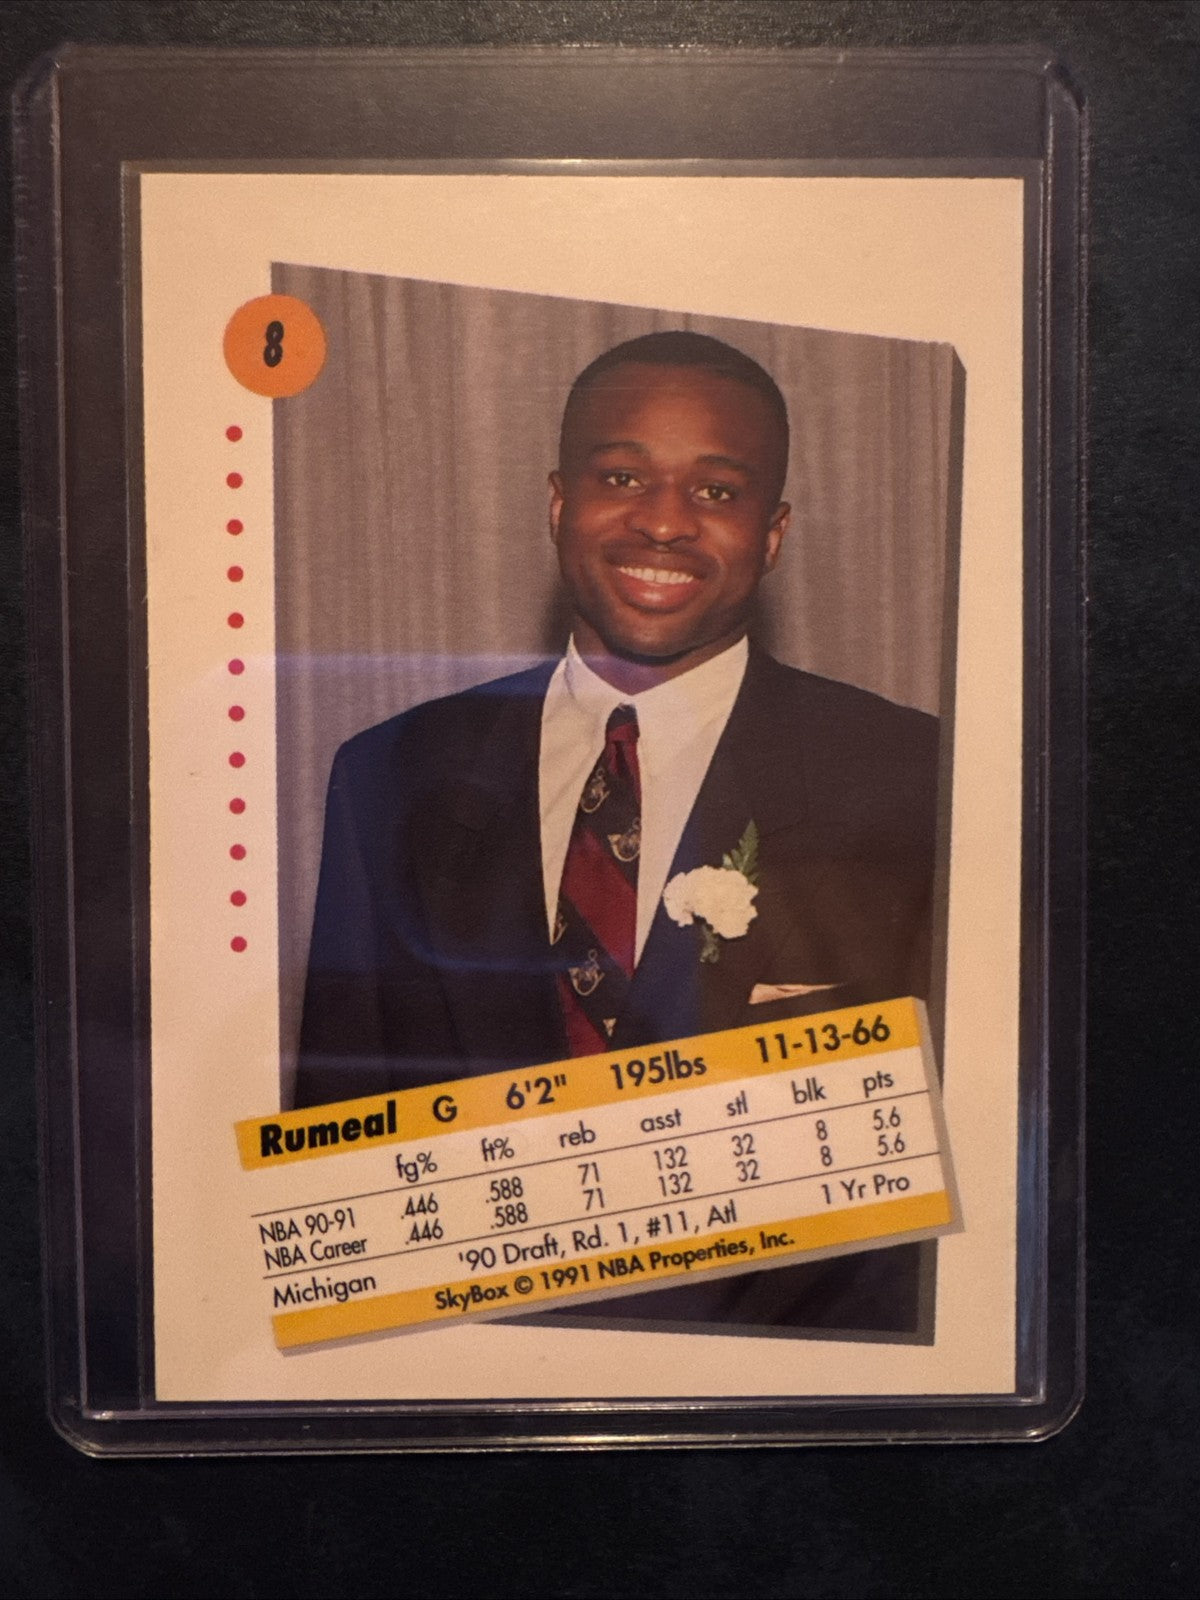 8
Rumeal G 6'2" 195lbs 11-13-66
fg% ft% reb asst stl blk pts
NBA 90-91 .446 .588 71 132 32 8 5.6
NBA Career .446 .588 71 132 32 8 5.6
Michigan '90 Draft, Rd. 1, #11, Atl 1 Yr Pro
SkyBox © 1991 NBA Properties, Inc.